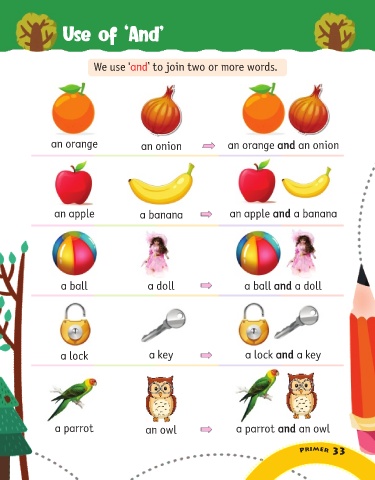 Use of 'And'
We use 'and' to join two or more words.
an orange an onion an orange and an onion
an apple a banana an apple and a banana
a ball a doll a ball and a doll
a lock a key a lock and a key
a parrot an owl a parrot and an owl
PRIMER 33